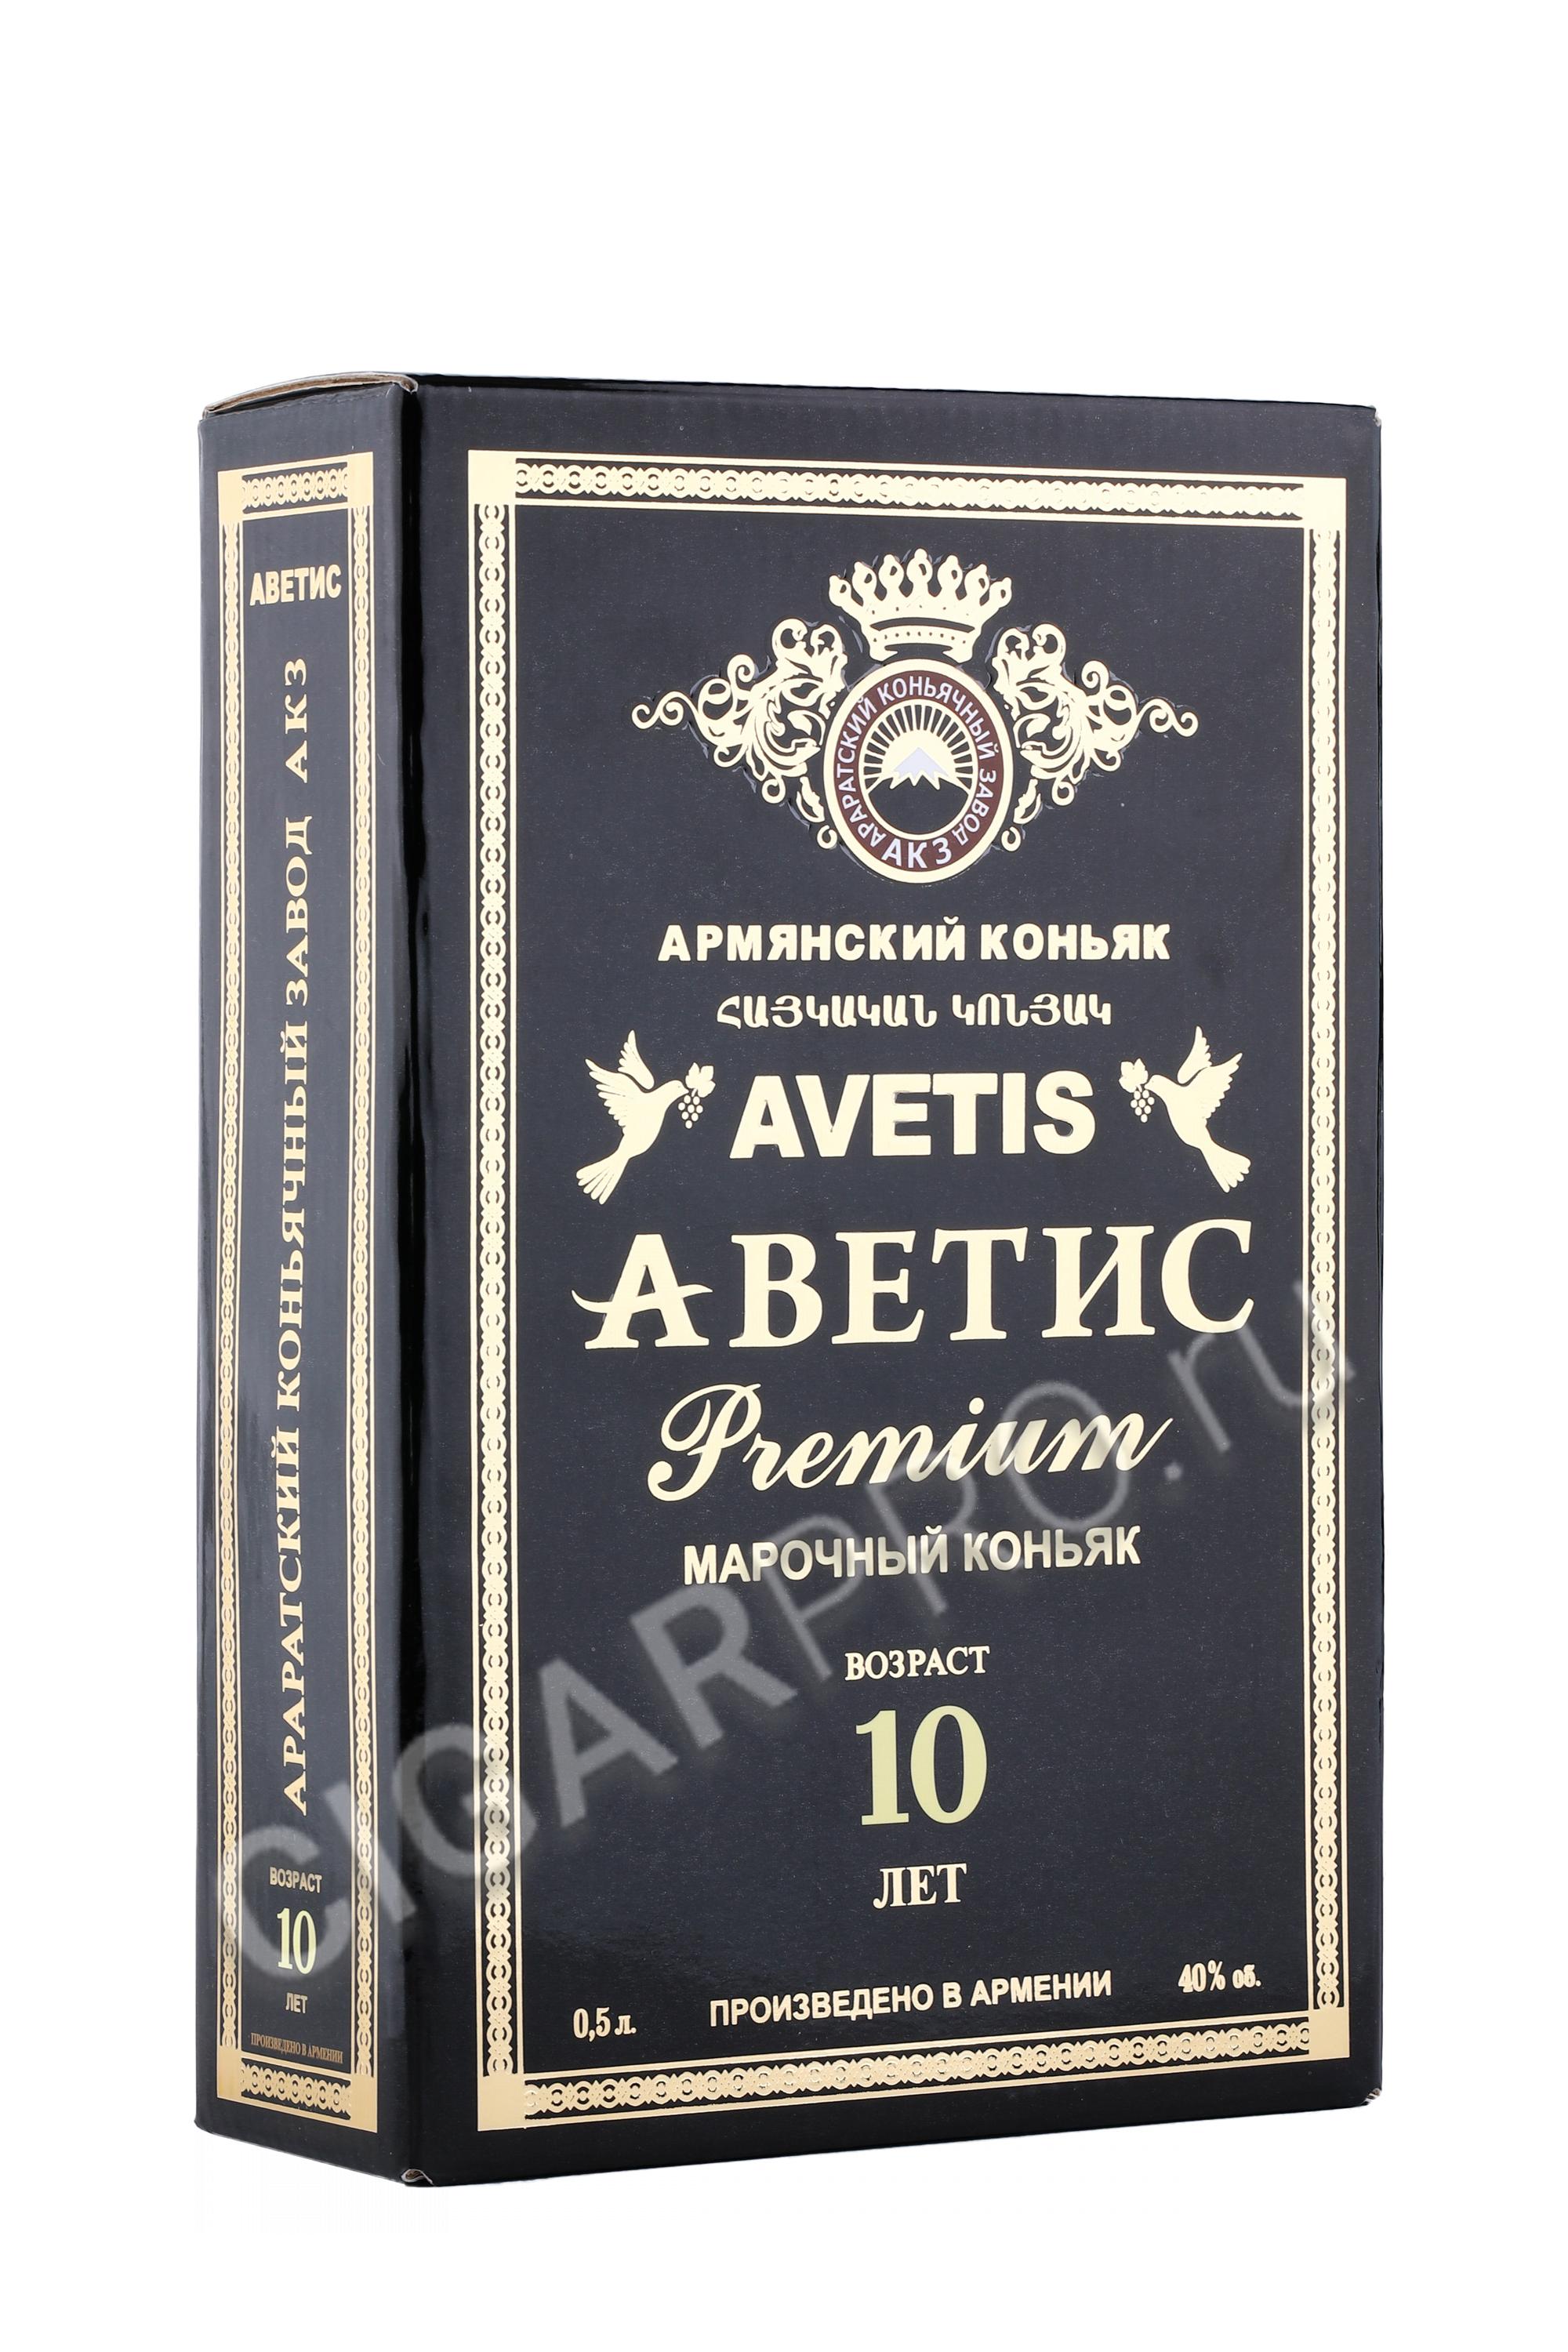 АВЕТИС
АРАРАТСКИЙ КОНЬЯЧНЫЙ ЗАВОД АКЗ
ВОЗРАСТ
10
ЛЕТ
ПРОИЗВЕДЕНО В АРМЕНИИ
АРАРАТСКИЙ КОНЬЯЧНЫЙ ЗАВОД
АКЗ
АРМЯНСКИЙ КОНЬЯК
ՀԱՅԿԱԿԱՆ ԿՈՆՅԱԿ
AVETIS
АВЕТИС
Premium
МАРОЧНЫЙ КОНЬЯК
ВОЗРАСТ
10
ЛЕТ
0,5 л. ПРОИЗВЕДЕНО В АРМЕНИИ 40% об.
CIGARPRO.ru